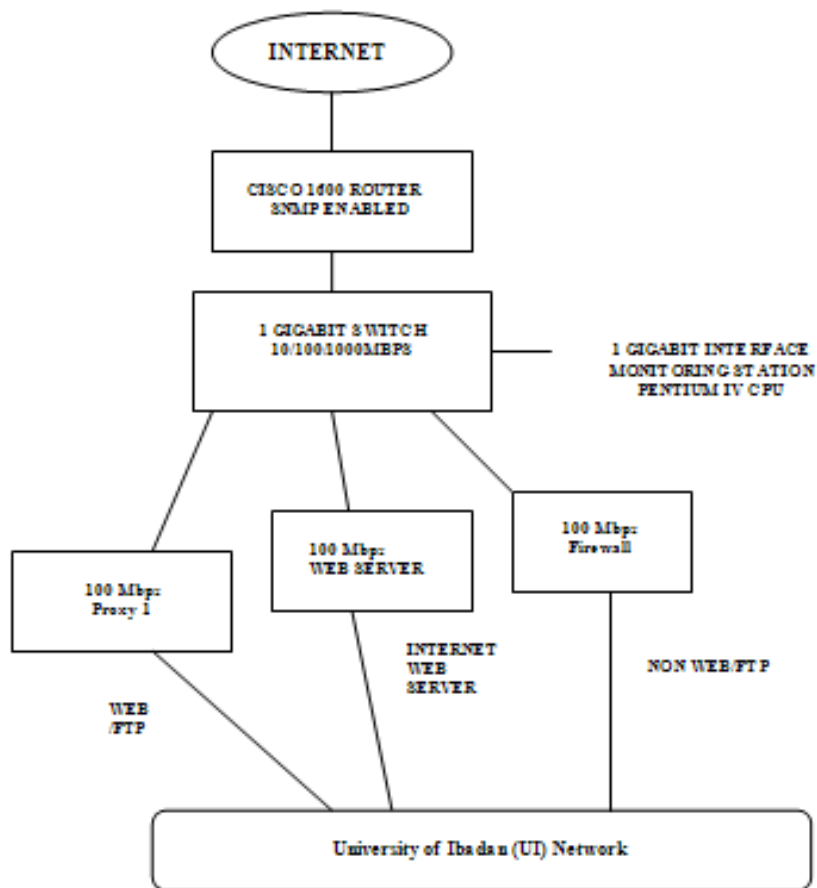 INTERNET
CISCO 1600 ROUTER
SNMP ENABLED
1 GIGABIT SWITCH
10/100/1000MBPS
1 GIGABIT INTERFACE
MONITORING STATION
PENTIUM IV CPU
100 Mbps
Proxy 1
100 Mbps
WEB SERVER
100 Mbps
Firewall
WEB
/FTP
INTERNET
WEB
SERVER
NON WEB/FTP
University of Ibadan (UI) Network